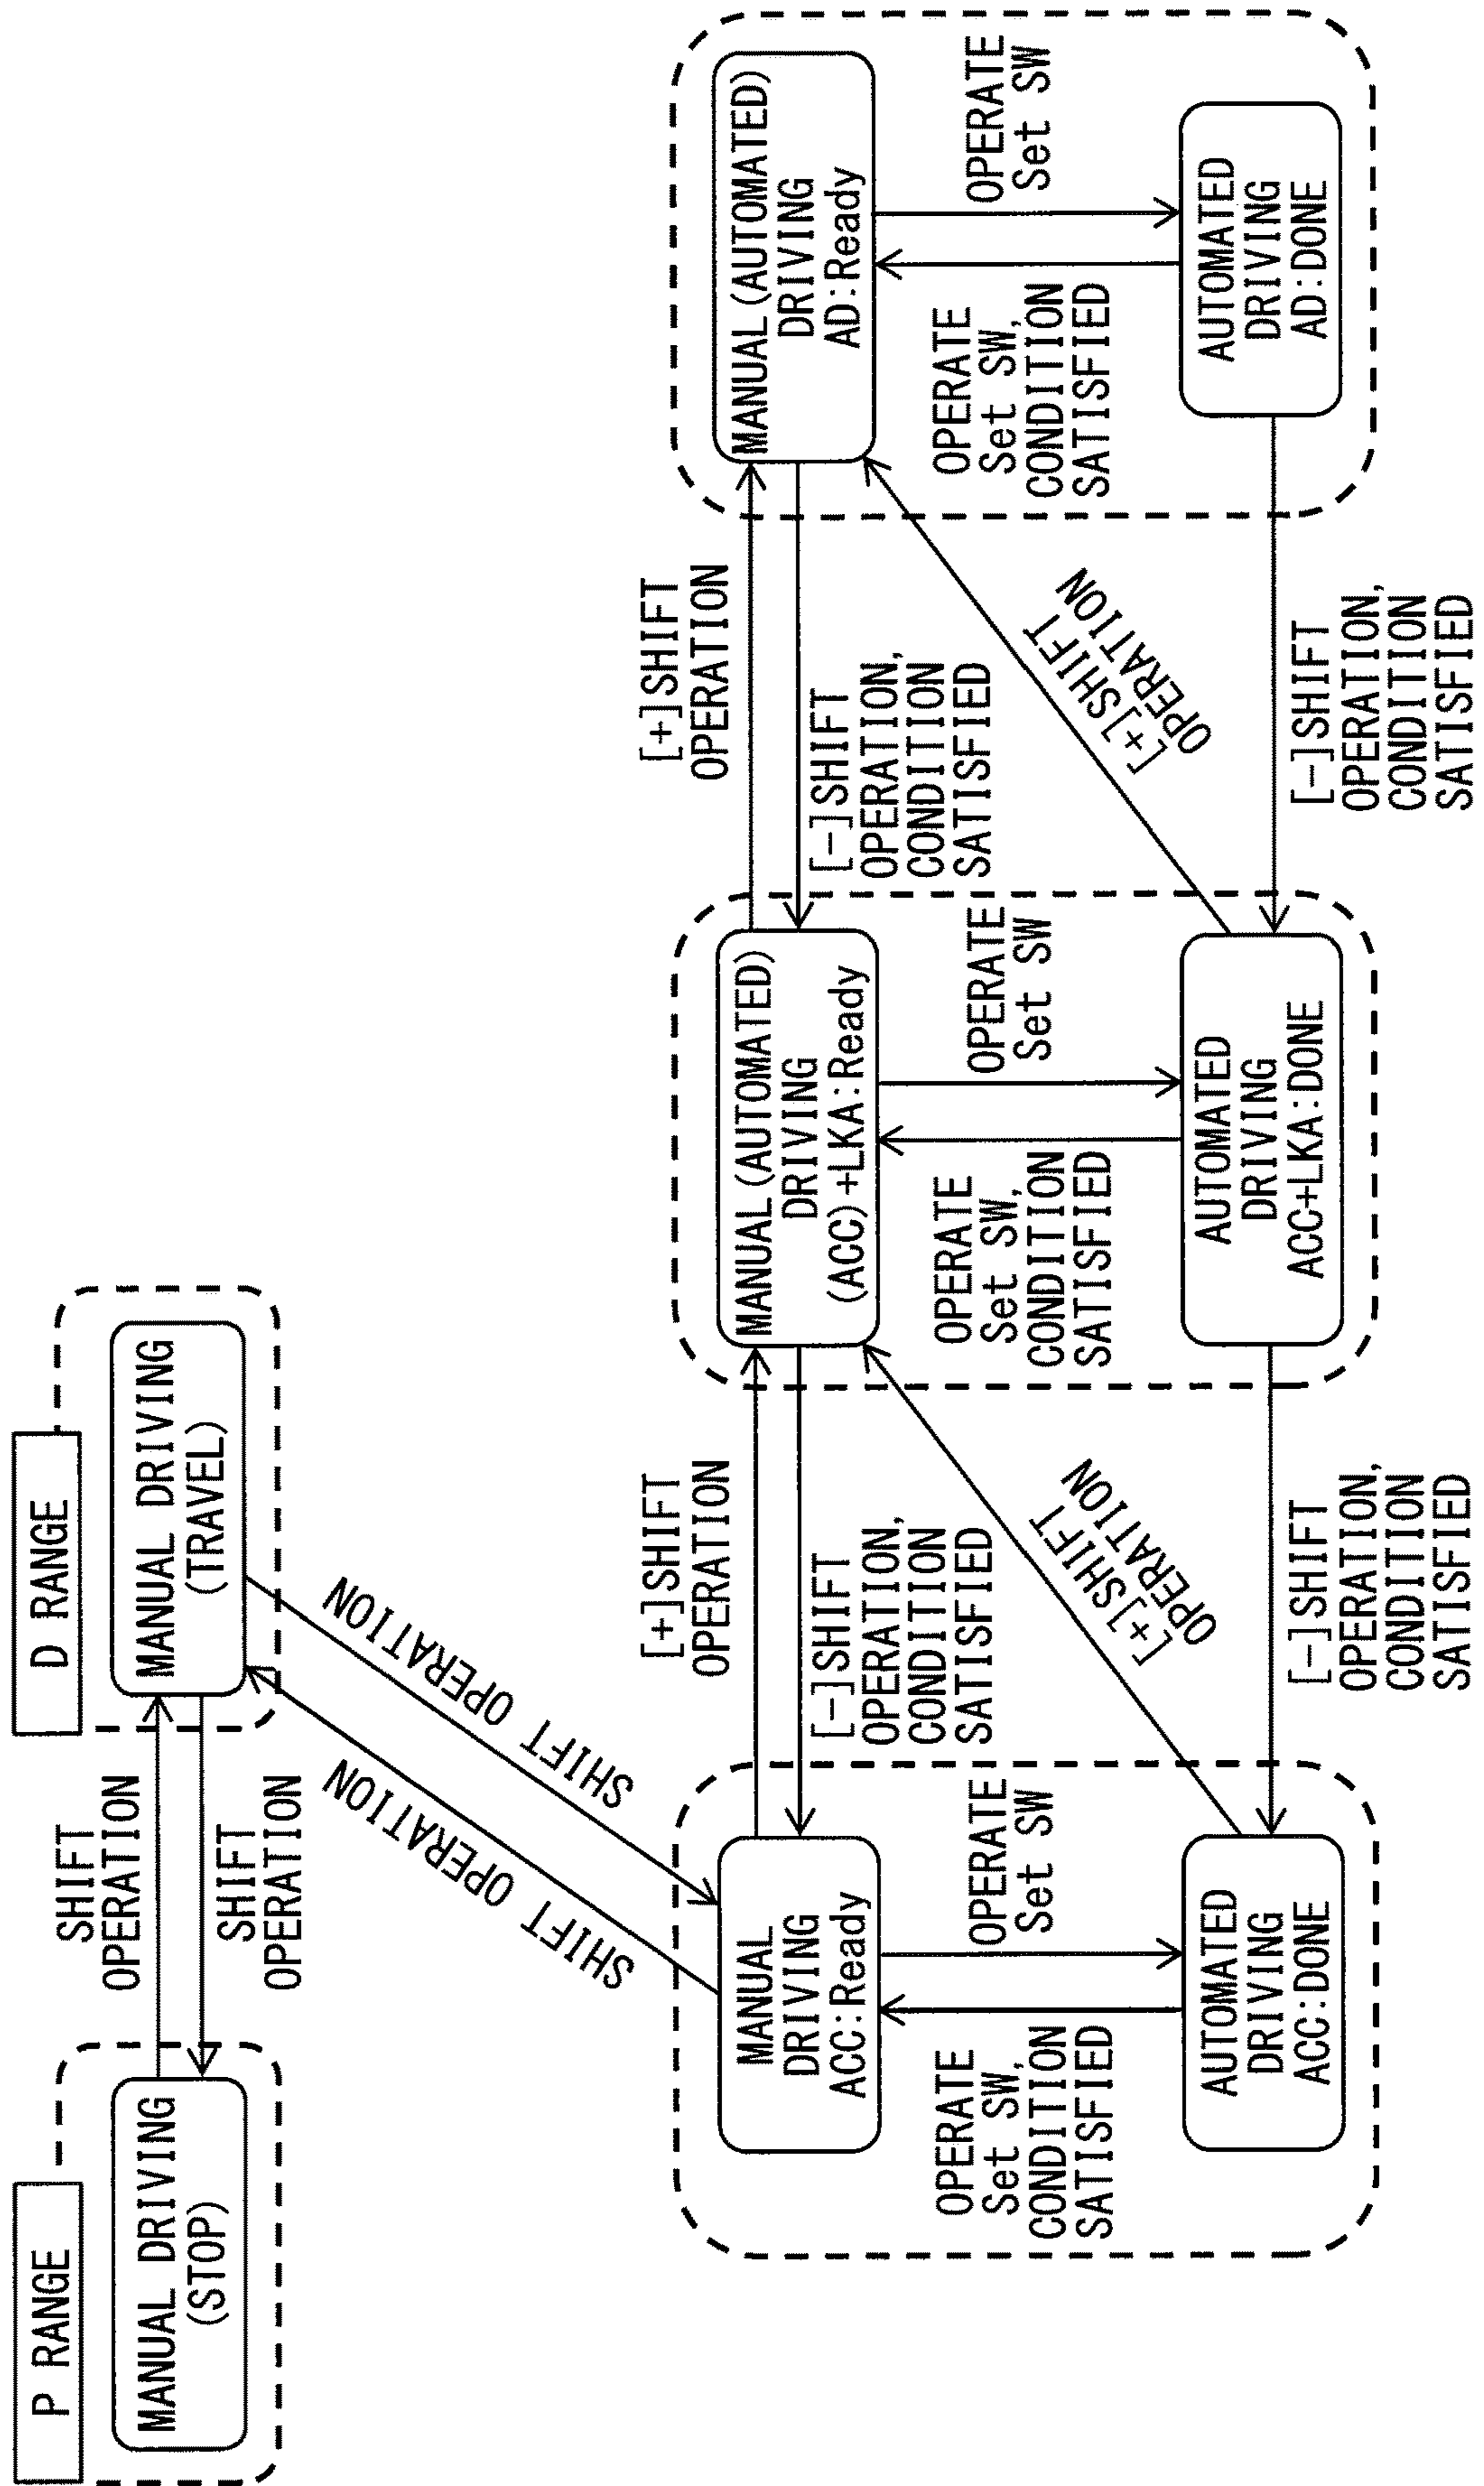 P RANGE
MANUAL DRIVING
(STOP)
SHIFT
OPERATION
SHIFT
OPERATION
D RANGE
MANUAL DRIVING
(TRAVEL)
SHIFT OPERATION
SHIFT OPERATION
MANUAL
DRIVING
ACC:Ready
[+]SHIFT
OPERATION
[-]SHIFT
OPERATION,
CONDITION
SATISFIED
MANUAL(AUTOMATED)
DRIVING
(ACC)+LKA:Ready
[+]SHIFT
OPERATION
[-]SHIFT
OPERATION,
CONDITION
SATISFIED
MANUAL(AUTOMATED)
DRIVING
AD:Ready
OPERATE
Set SW,
CONDITION
SATISFIED
OPERATE
Set SW
[+]SHIFT
OPERATION
OPERATE
Set SW,
CONDITION
SATISFIED
OPERATE
Set SW
[+]SHIFT
OPERATION
OPERATE
Set SW,
CONDITION
SATISFIED
OPERATE
Set SW
AUTOMATED
DRIVING
ACC:DONE
[-]SHIFT
OPERATION,
CONDITION
SATISFIED
AUTOMATED
DRIVING
ACC+LKA:DONE
[-]SHIFT
OPERATION,
CONDITION
SATISFIED
AUTOMATED
DRIVING
AD:DONE